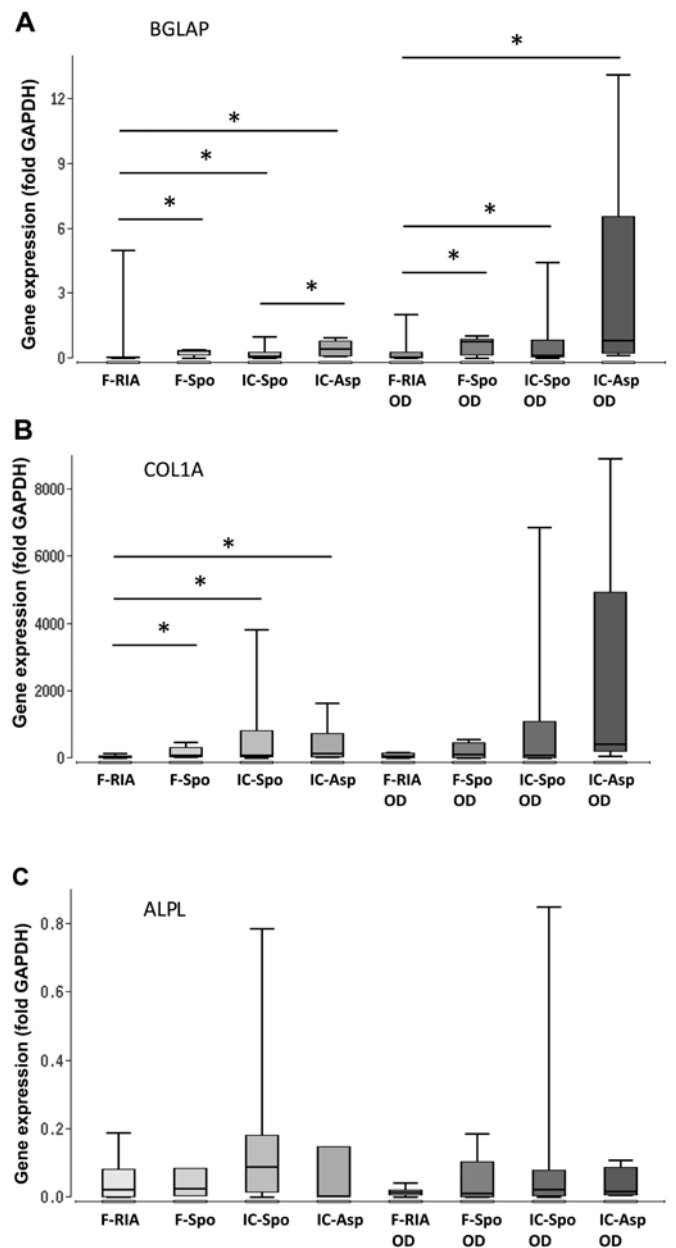 A
BGLAP
Gene expression (fold GAPDH)
12
9
6
3
0
* * * * * * *
F-RIA F-Spo IC-Spo IC-Asp F-RIA OD F-Spo OD IC-Spo OD IC-Asp OD
B
COL1A
Gene expression (fold GAPDH)
8000
6000
4000
2000
0
* * *
F-RIA F-Spo IC-Spo IC-Asp F-RIA OD F-Spo OD IC-Spo OD IC-Asp OD
C
ALPL
Gene expression (fold GAPDH)
0.8
0.6
0.4
0.2
0.0
F-RIA F-Spo IC-Spo IC-Asp F-RIA OD F-Spo OD IC-Spo OD IC-Asp OD